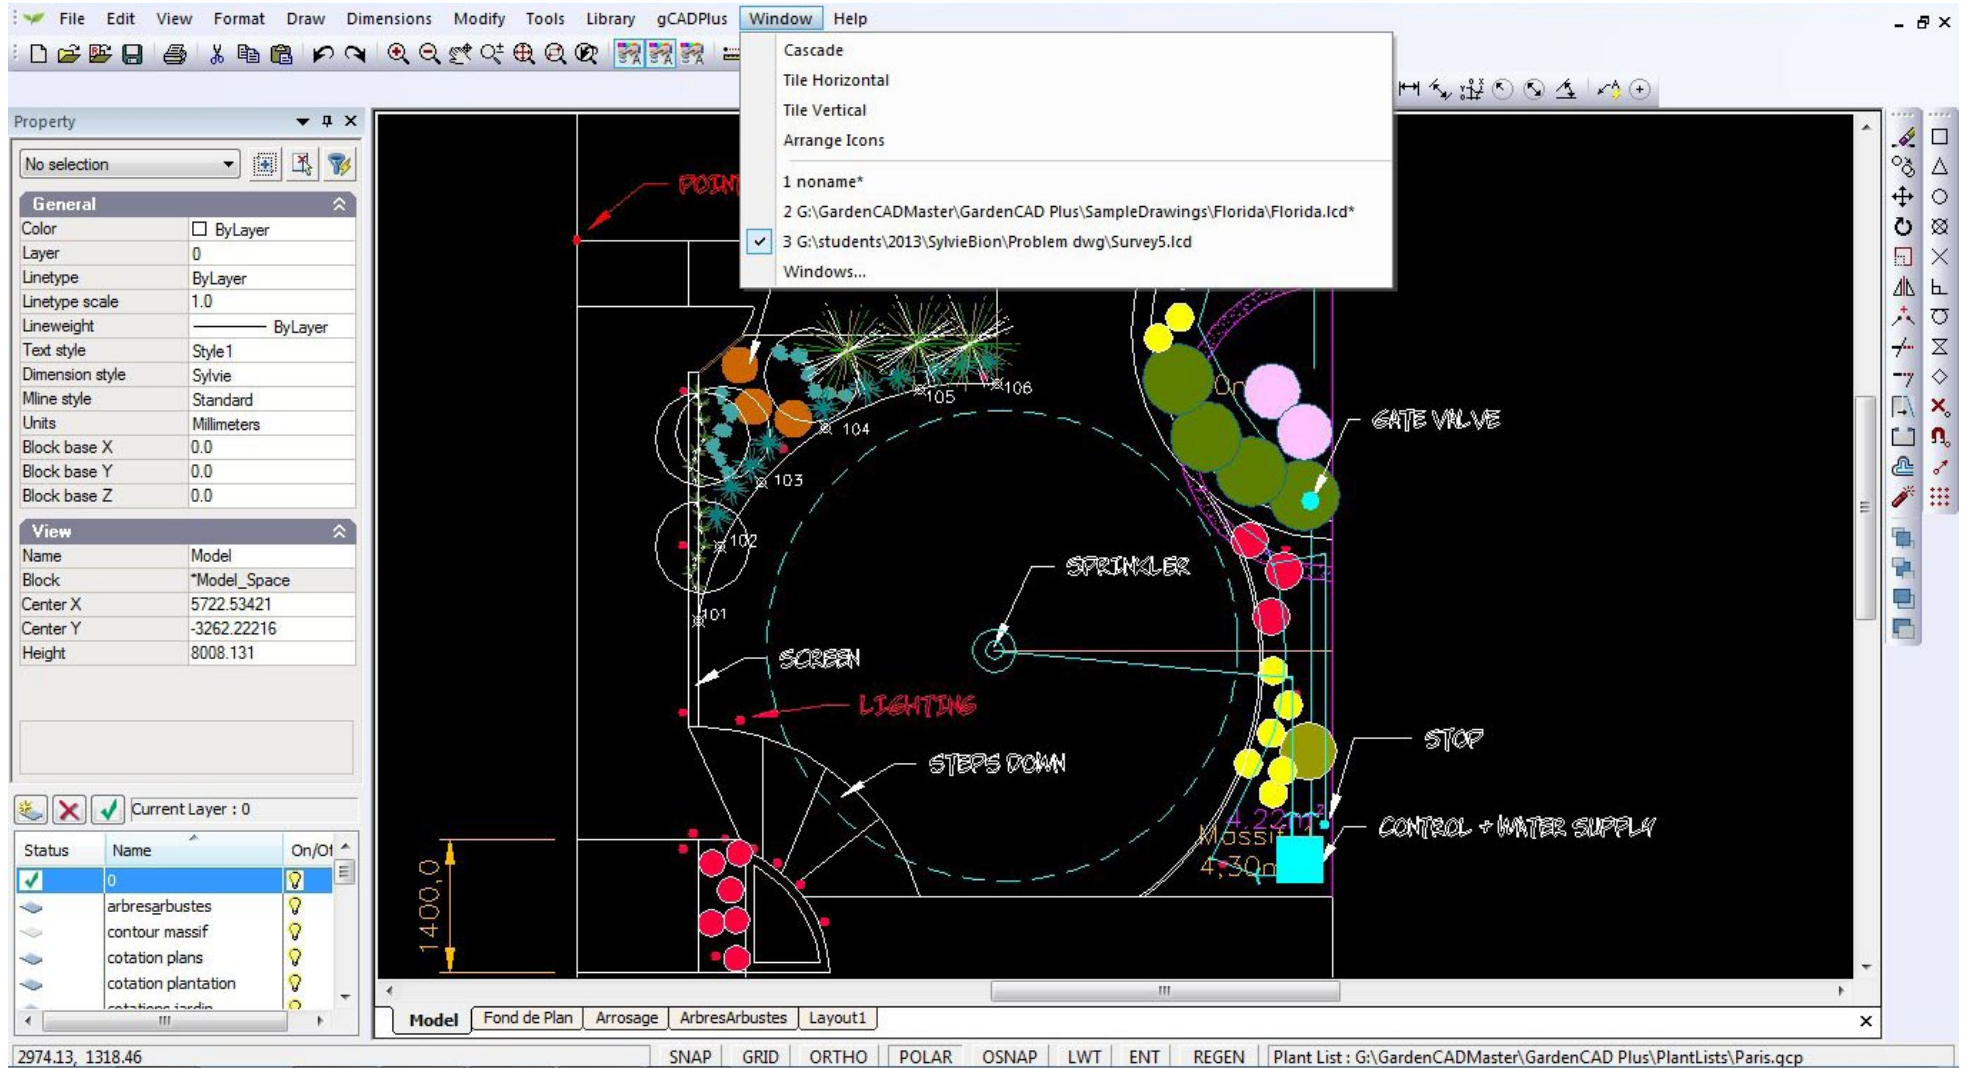 File Edit View Format Draw Dimensions Modify Tools Library gCADPlus Window Help
Cascade
Tile Horizontal
Tile Vertical
Arrange Icons
1 noname*
2 G:\GardenCADMaster\GardenCAD Plus\SampleDrawings\Florida\Florida.lcd*
3 G:\students\2013\SylvieBion\Problem dwg\Survey5.lcd
Windows...
Property
No selection
General
Color ByLayer
Layer 0
Linetype ByLayer
Linetype scale 1.0
Lineweight ByLayer
Text style Style1
Dimension style Sylvie
Mline style Standard
Units Millimeters
Block base X 0.0
Block base Y 0.0
Block base Z 0.0
View
Name Model
Block *Model_Space
Center X 5722.53421
Center Y -3262.22216
Height 8008.131
Current Layer : 0
Status Name On/Of
0
arbresarbustes
contour massif
cotation plans
cotation plantation
cotations jardin
POINT
106
105
104
103
102
101
GATE VALVE
SPRINKLER
SCREEN
LIGHTING
STEPS DOWN
STOP
4.22m²
CONTROL + WATER SUPPLY
Massif
4,30m
1400,0
Model Fond de Plan Arrosage ArbresArbustes Layout1
2974.13, 1318.46 SNAP GRID ORTHO POLAR OSNAP LWT ENT REGEN Plant List : G:\GardenCADMaster\GardenCAD Plus\PlantLists\Paris.gcp